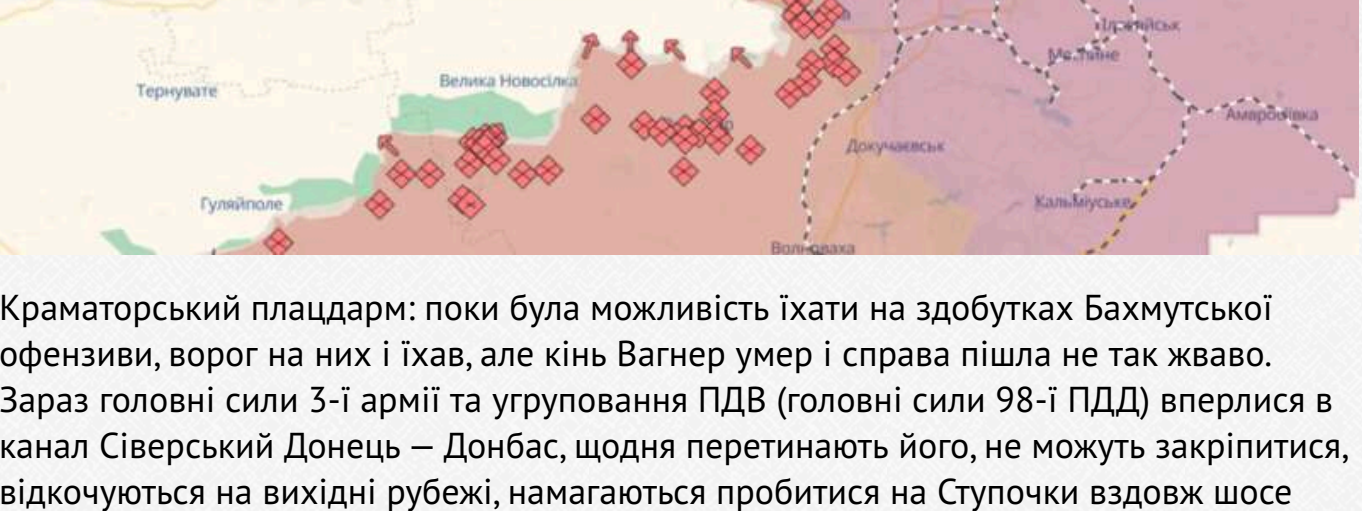 Тернувате
Велика Новосілка
Амвросіївка
Докучаєвськ
Гуляйполе
Кальміуське
Волноваха
Краматорський плацдарм: поки була можливість їхати на здобутках Бахмутської
офензиви, ворог на них і їхав, але кінь Вагнер умер і справа пішла не так жваво.
Зараз головні сили 3-ї армії та угруповання ПДВ (головні сили 98-ї ПДД) вперлися в
канал Сіверський Донець — Донбас, щодня перетинають його, не можуть закріпитися,
відкочуються на вихідні рубежі, намагаються пробитися на Ступочки вздовж шосе